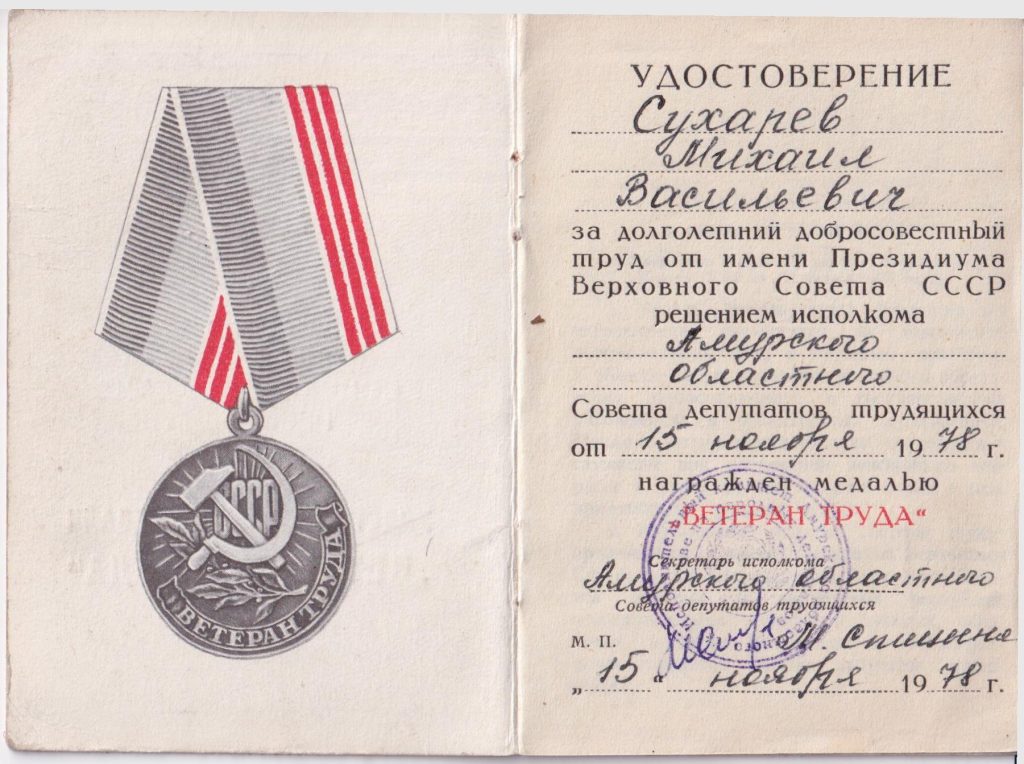 СССР
ВЕТЕРАН ТРУДА
УДОСТОВЕРЕНИЕ
Сухарев
Михаил
Васильевич
за долголетний добросовестный
труд от имени Президиума
Верховного Совета СССР
решением исполкома
Амурского
областного
Совета депутатов трудящихся
от 15 ноября 1978 г.
награжден медалью
"ВЕТЕРАН ТРУДА"
Секретарь исполкома
Амурского областного
Совета депутатов трудящихся
М. П.
„15" ноября 1978 г.